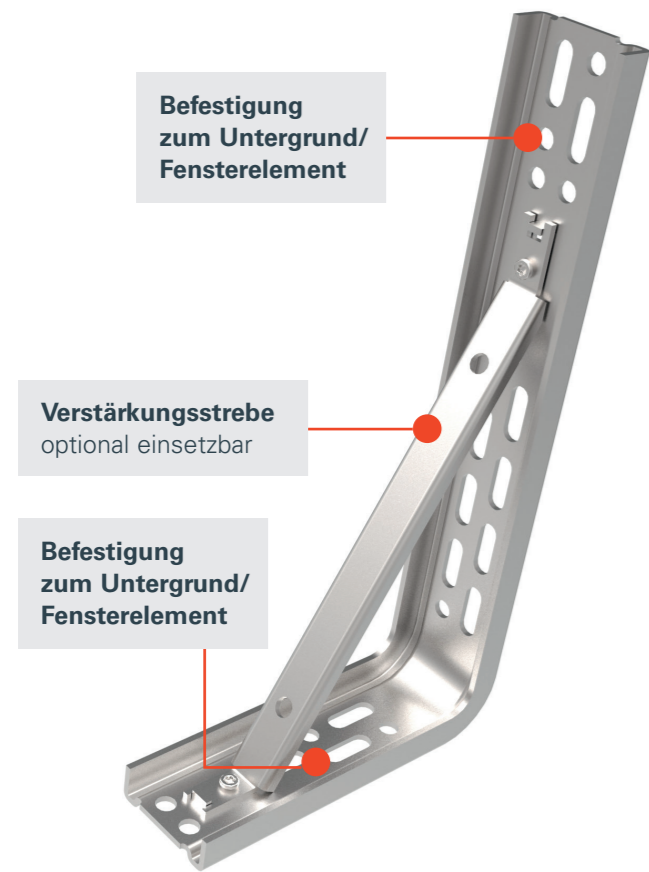 Befestigung
zum Untergrund/
Fensterelement
Verstärkungsstrebe
optional einsetzbar
Befestigung
zum Untergrund/
Fensterelement